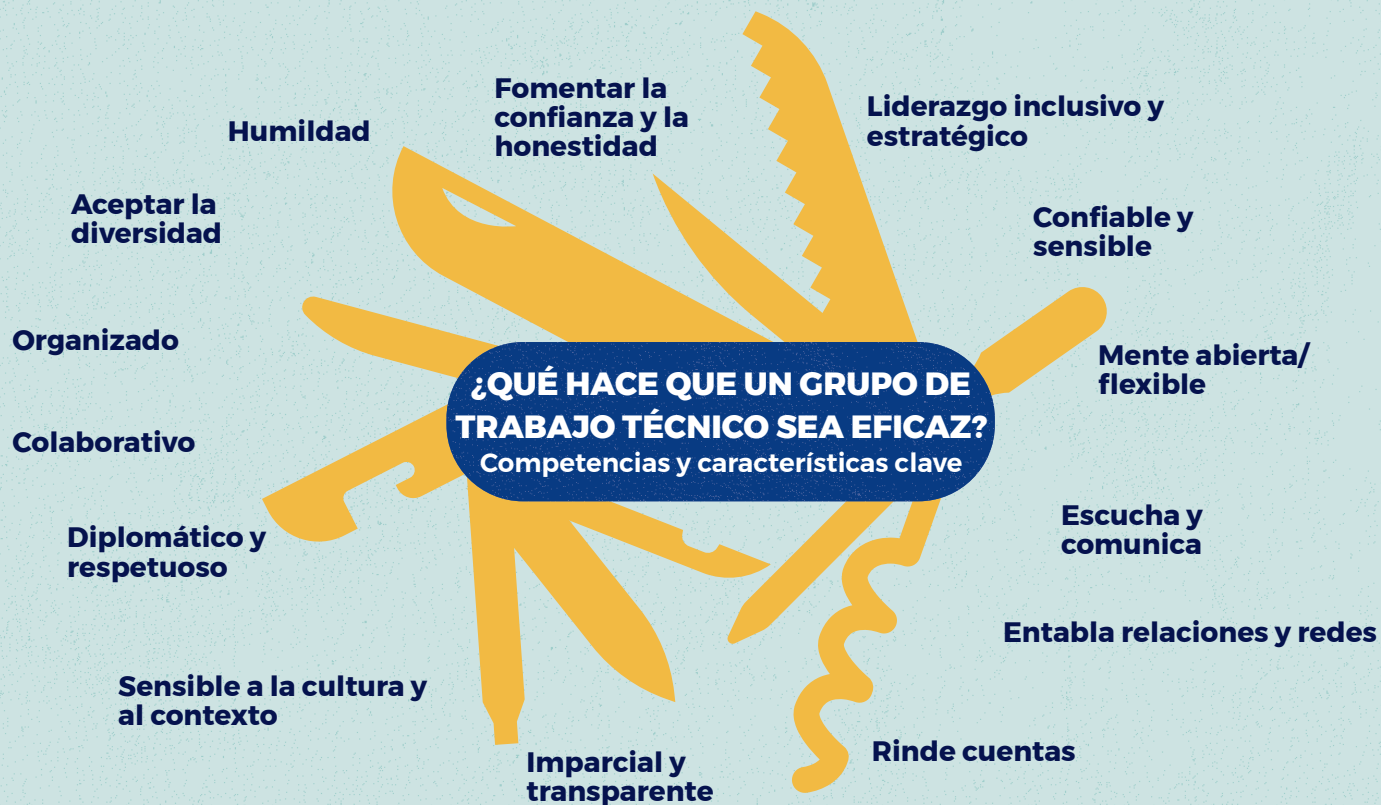 ¿QUÉ HACE QUE UN GRUPO DE
TRABAJO TÉCNICO SEA EFICAZ?
Competencias y características clave
Fomentar la
confianza y la
honestidad
Liderazgo inclusivo y
estratégico
Confiable y
sensible
Mente abierta/
flexible
Escucha y
comunica
Entabla relaciones y redes
Rinde cuentas
Imparcial y
transparente
Sensible a la cultura y
al contexto
Diplomático y
respetuoso
Colaborativo
Organizado
Aceptar la
diversidad
Humildad